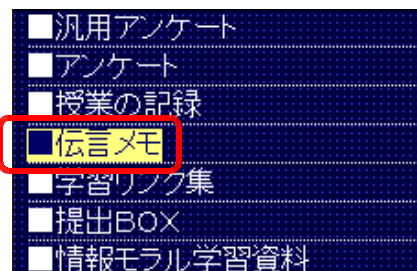 ■汎用アンケート
■アンケート
■授業の記録
■伝言メモ
■学習リンク集
■提出BOX
■情報モラル学習資料